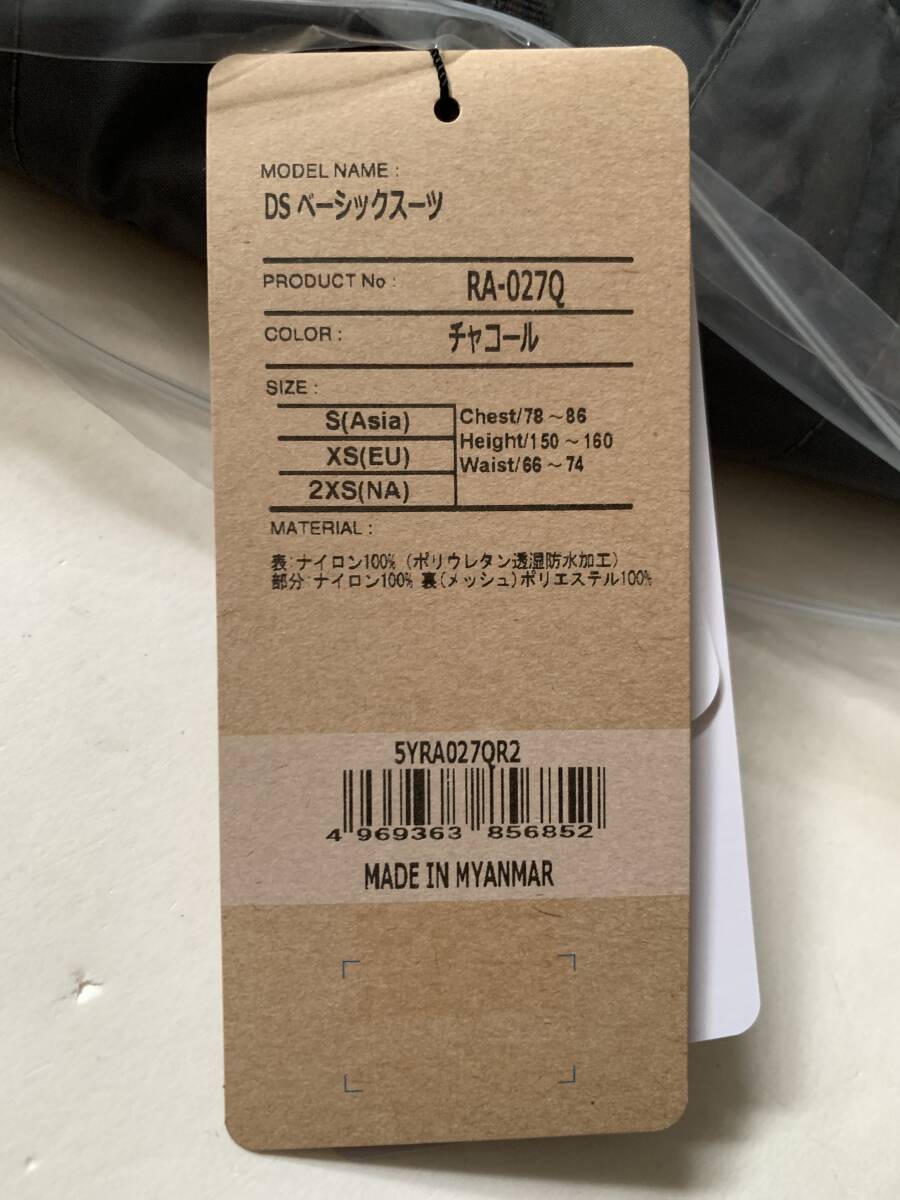 MODEL NAME :
DS ベーシックスーツ
PRODUCT No : RA-027Q
COLOR : チャコール
SIZE :
S(Asia)
XS(EU)
2XS(NA)
Chest/78～86
Height/150～160
Waist/66～74
MATERIAL :
表:ナイロン100% (ポリウレタン透湿防水加工)
部分:ナイロン100% 裏(メッシュ)ポリエステル100%
5YRA027QR2
4 969363 856852
MADE IN MYANMAR